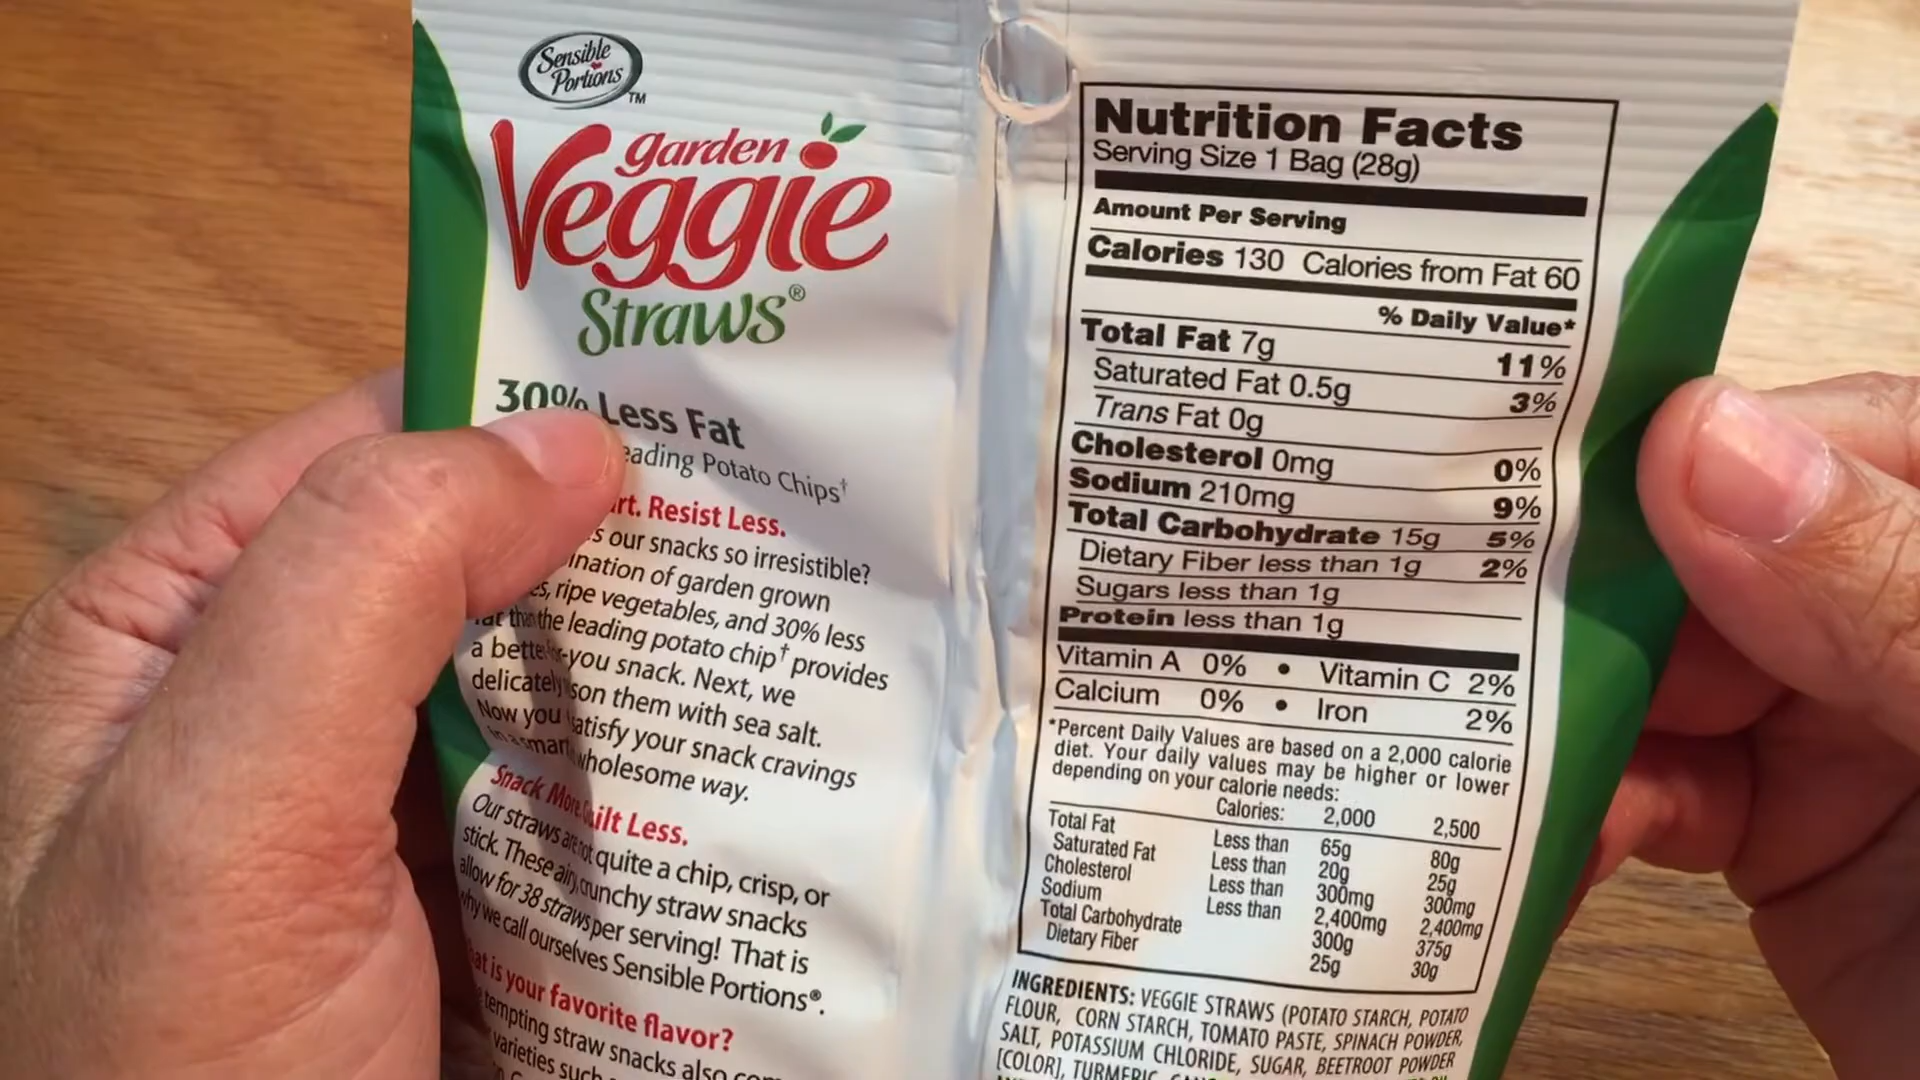 Sensible
Portions
TM
garden
Veggie
Straws®
30% Less Fat
Potato Chips†
Resist Less.
our snacks so irresistible?
of garden grown
ripe vegetables, and 30% less
the leading potato chip† provides
a better you snack. Next, we
delicately them with sea salt.
Now you satisfy your snack cravings
in a smart wholesome way.
Snack More. Guilt Less.
Our straws are not quite a chip, crisp, or
stick. These airy, crunchy straw snacks
allow for 38 straws per serving! That is
why we call ourselves Sensible Portions®.
is your favorite flavor?
tempting straw snacks also
varieties such
Nutrition Facts
Serving Size 1 Bag (28g)
Amount Per Serving
Calories 130 Calories from Fat 60
% Daily Value*
Total Fat 7g 11%
Saturated Fat 0.5g 3%
Trans Fat 0g
Cholesterol 0mg 0%
Sodium 210mg 9%
Total Carbohydrate 15g 5%
Dietary Fiber less than 1g 2%
Sugars less than 1g
Protein less than 1g
Vitamin A 0% • Vitamin C 2%
Calcium 0% • Iron 2%
*Percent Daily Values are based on a 2,000 calorie
diet. Your daily values may be higher or lower
depending on your calorie needs:
Calories: 2,000 2,500
Total Fat Less than 65g 80g
Saturated Fat Less than 20g 25g
Cholesterol Less than 300mg 300mg
Sodium Less than 2,400mg 2,400mg
Total Carbohydrate 300g 375g
Dietary Fiber 25g 30g
INGREDIENTS: VEGGIE STRAWS (POTATO STARCH, POTATO
FLOUR, CORN STARCH, TOMATO PASTE, SPINACH POWDER,
SALT, POTASSIUM CHLORIDE, SUGAR, BEETROOT POWDER
[COLOR], TURMERIC